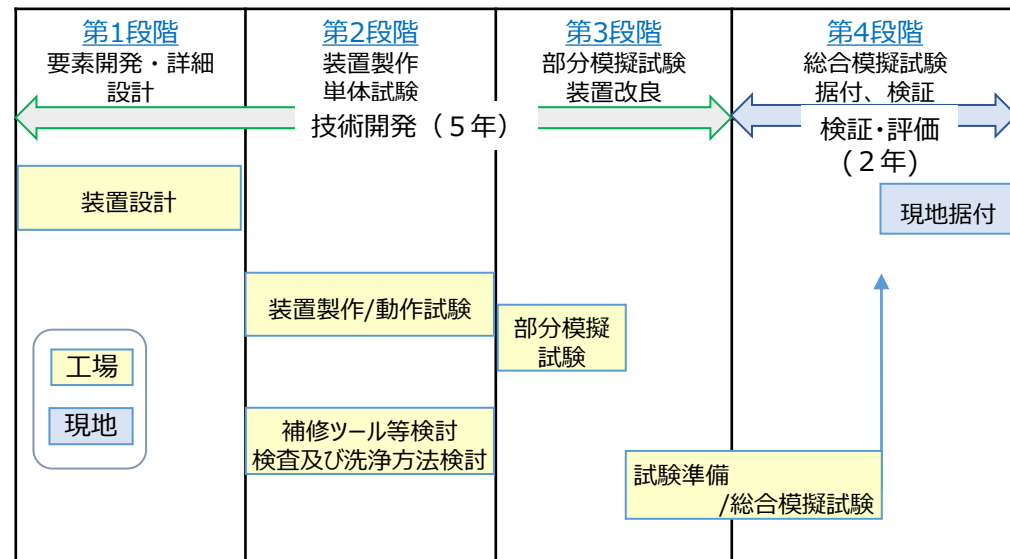 第1段階
要素開発・詳細
設計
第2段階
装置製作
単体試験
第3段階
部分模擬試験
装置改良
第4段階
総合模擬試験
据付、検証
技術開発（５年）
検証・評価
(２年)
装置設計
現地据付
装置製作/動作試験
部分模擬
試験
工場
現地
補修ツール等検討
検査及び洗浄方法検討
試験準備
/総合模擬試験